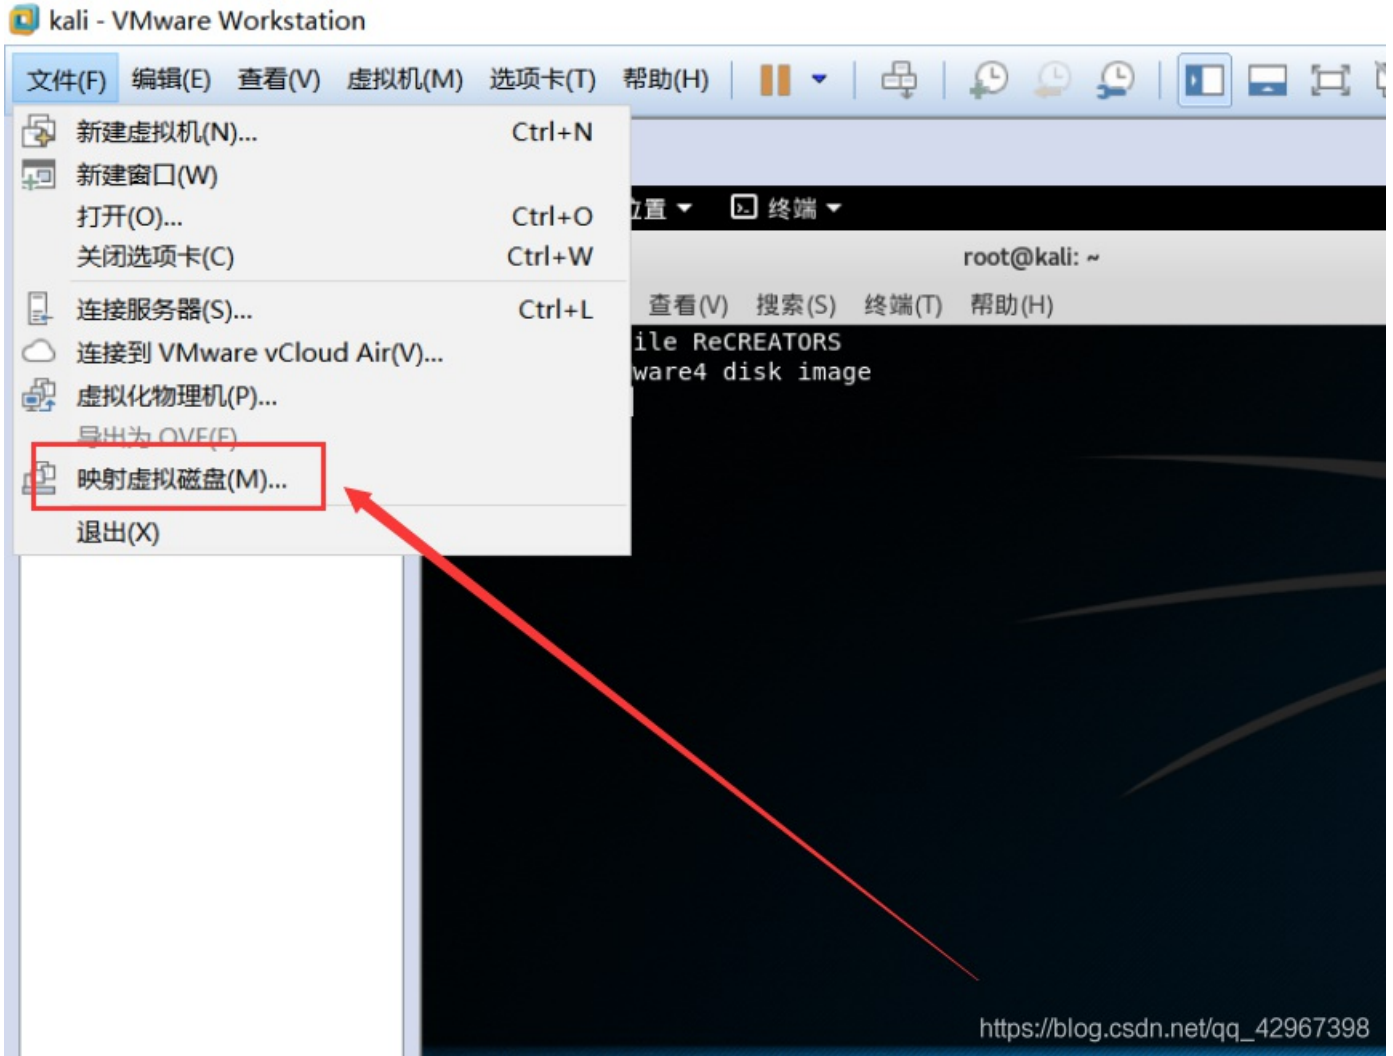 kali - VMware Workstation
文件(F) 编辑(E) 查看(V) 虚拟机(M) 选项卡(T) 帮助(H)
新建虚拟机(N)... Ctrl+N
新建窗口(W)
打开(O)... Ctrl+O
关闭选项卡(C) Ctrl+W
连接服务器(S)... Ctrl+L
连接到 VMware vCloud Air(V)...
虚拟化物理机(P)...
导出为 OVF(F)
映射虚拟磁盘(M)...
退出(X)
位置 终端
root@kali: ~
查看(V) 搜索(S) 终端(T) 帮助(H)
ile ReCREATORS
ware4 disk image
https://blog.csdn.net/qq_42967398